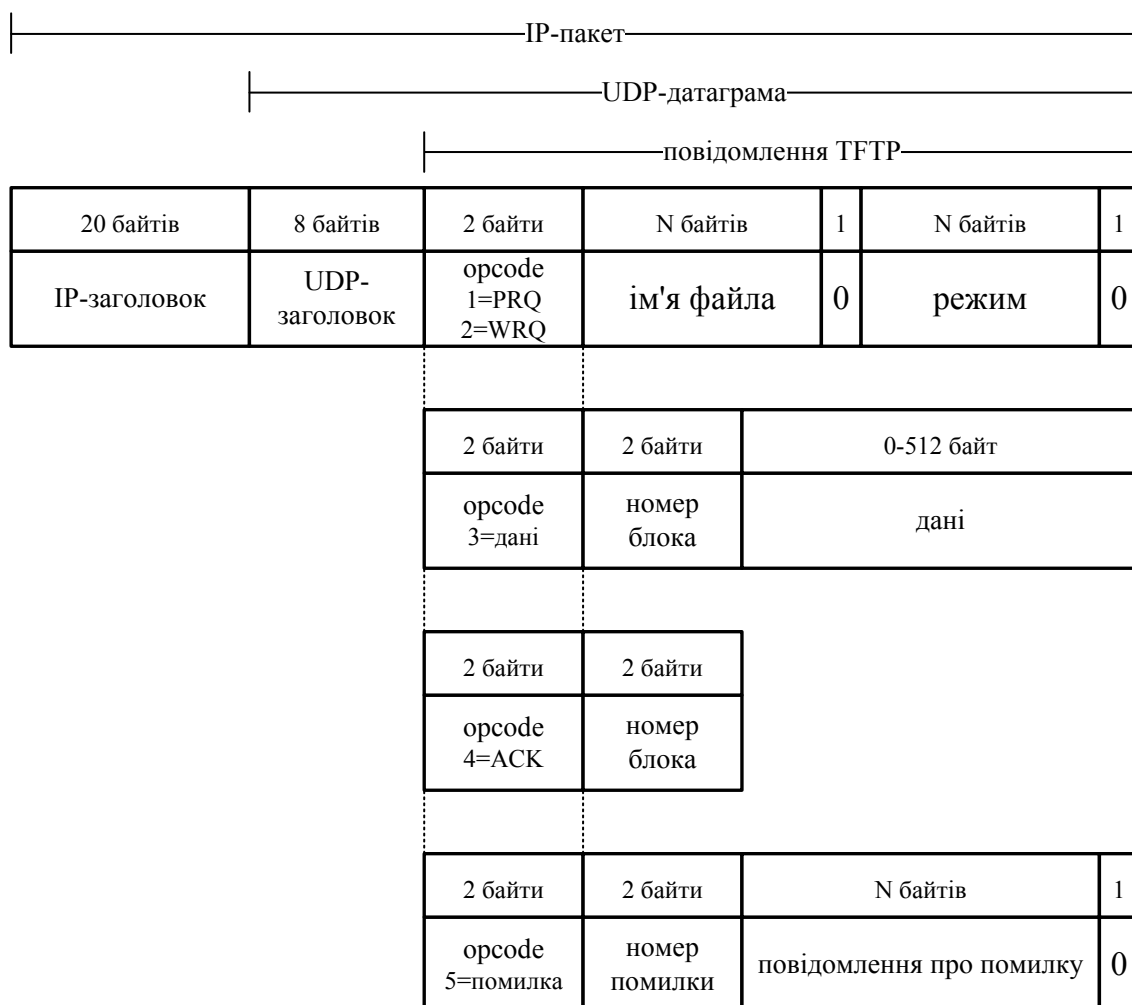 IP-пакет
UDP-датаграма
повідомлення TFTP
20 байтів 8 байтів 2 байти N байтів 1 N байтів 1
IP-заголовок UDP-заголовок opcode 1=PRQ 2=WRQ ім'я файла 0 режим 0
2 байти 2 байти 0-512 байт
opcode 3=дані номер блока дані
2 байти 2 байти
opcode 4=ACK номер блока
2 байти 2 байти N байтів 1
opcode 5=помилка номер помилки повідомлення про помилку 0